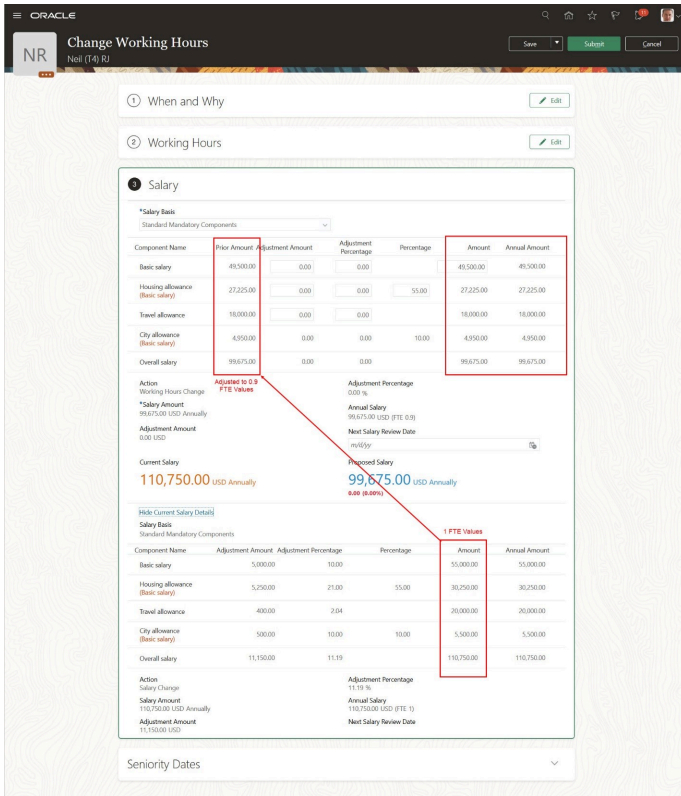 ORACLE
NR
Change Working Hours
Neil (T4) RJ
Save
Submit
Cancel
1 When and Why
Edit
2 Working Hours
Edit
3 Salary
*Salary Basis
Standard Mandatory Components
Component Name Prior Amount Adjustment Amount Adjustment Percentage Percentage Amount Annual Amount
Basic salary 49,500.00 0.00 0.00 49,500.00 49,500.00
Housing allowance 27,225.00 0.00 0.00 55.00 27,225.00 27,225.00
(Basic salary)
Travel allowance 18,000.00 0.00 0.00 18,000.00 18,000.00
City allowance 4,950.00 0.00 0.00 10.00 4,950.00 4,950.00
(Basic salary)
Overall salary 99,675.00 0.00 0.00 99,675.00 99,675.00
Adjusted to 0.9
FTE Values
Action
Working Hours Change
Adjustment Percentage
0.00 %
*Salary Amount
99,675.00 USD Annually
Annual Salary
99,675.00 USD (FTE 0.9)
Adjustment Amount
0.00 USD
Next Salary Review Date
m/d/yy
Current Salary
110,750.00 USD Annually
Proposed Salary
99,675.00 USD Annually
0.00 (0.00%)
Hide Current Salary Details
Salary Basis
Standard Mandatory Components
1 FTE Values
Component Name Adjustment Amount Adjustment Percentage Percentage Amount Annual Amount
Basic salary 5,000.00 10.00 55,000.00 55,000.00
Housing allowance 5,250.00 21.00 55.00 30,250.00 30,250.00
(Basic salary)
Travel allowance 400.00 2.04 20,000.00 20,000.00
City allowance 500.00 10.00 10.00 5,500.00 5,500.00
(Basic salary)
Overall salary 11,150.00 11.19 110,750.00 110,750.00
Action
Salary Change
Adjustment Percentage
11.19 %
Salary Amount
110,750.00 USD Annually
Annual Salary
110,750.00 USD (FTE 1)
Adjustment Amount
11,150.00 USD
Next Salary Review Date
Seniority Dates